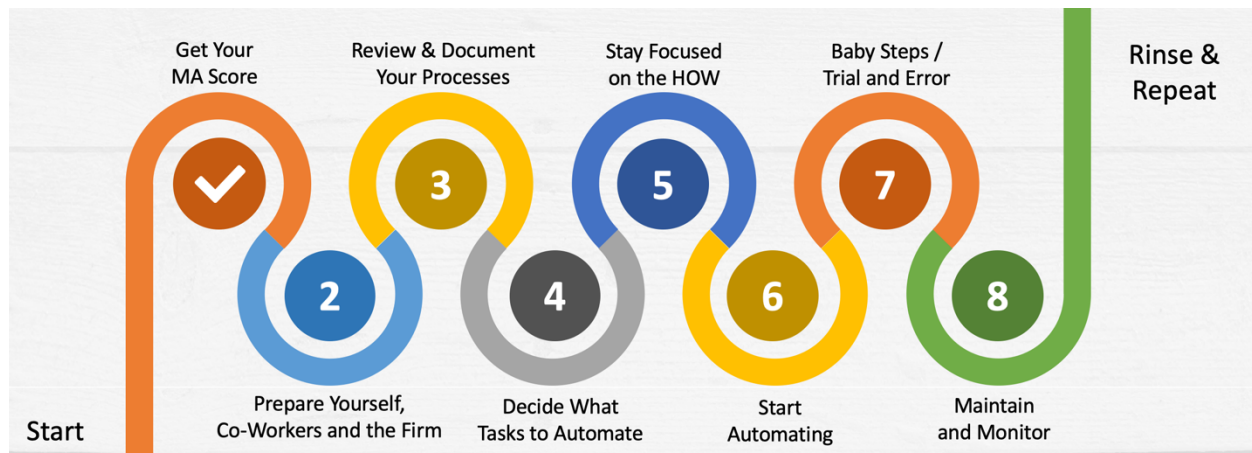 Get Your
MA Score
Review & Document
Your Processes
Stay Focused
on the HOW
Baby Steps /
Trial and Error
Rinse &
Repeat
3
5
7
2
4
6
8
Start
Prepare Yourself,
Co-Workers and the Firm
Decide What
Tasks to Automate
Start
Automating
Maintain
and Monitor